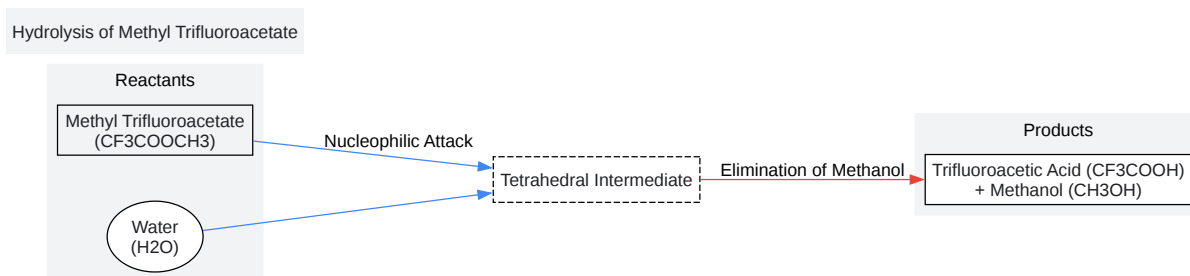 Hydrolysis of Methyl Trifluoroacetate
Reactants
Methyl Trifluoroacetate
(CF3COOCH3)
Water
(H2O)
Nucleophilic Attack
Tetrahedral Intermediate
Elimination of Methanol
Products
Trifluoroacetic Acid (CF3COOH)
+ Methanol (CH3OH)